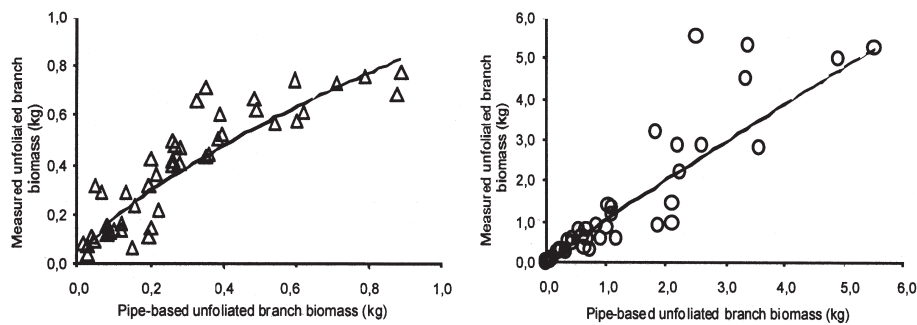 1,0
0,8
0,6
0,4
0,2
0,0
Measured unfoliated branch
biomass (kg)
0,0 0,2 0,4 0,6 0,8 1,0
Pipe-based unfoliated branch biomass (kg)
6,0
5,0
4,0
3,0
2,0
1,0
0,0
Measured unfoliated branch
biomass (kg)
0,0 1,0 2,0 3,0 4,0 5,0 6,0
Pipe-based unfoliated branch biomass (kg)